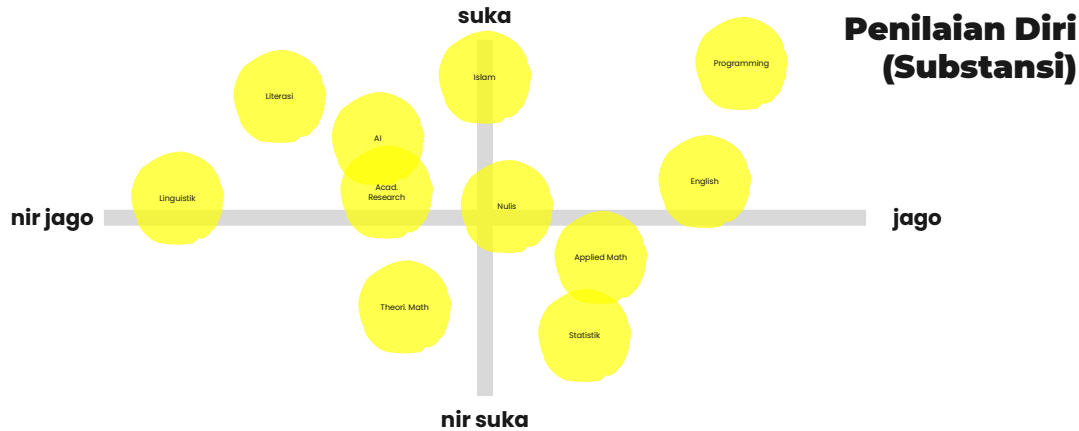 Penilaian Diri
(Substansi)
suka
Programming
Islam
Literasi
AI
English
Acad.
Research
Linguistik
Nulis
nir jago
jago
Applied Math
Theori. Math
Statistik
nir suka